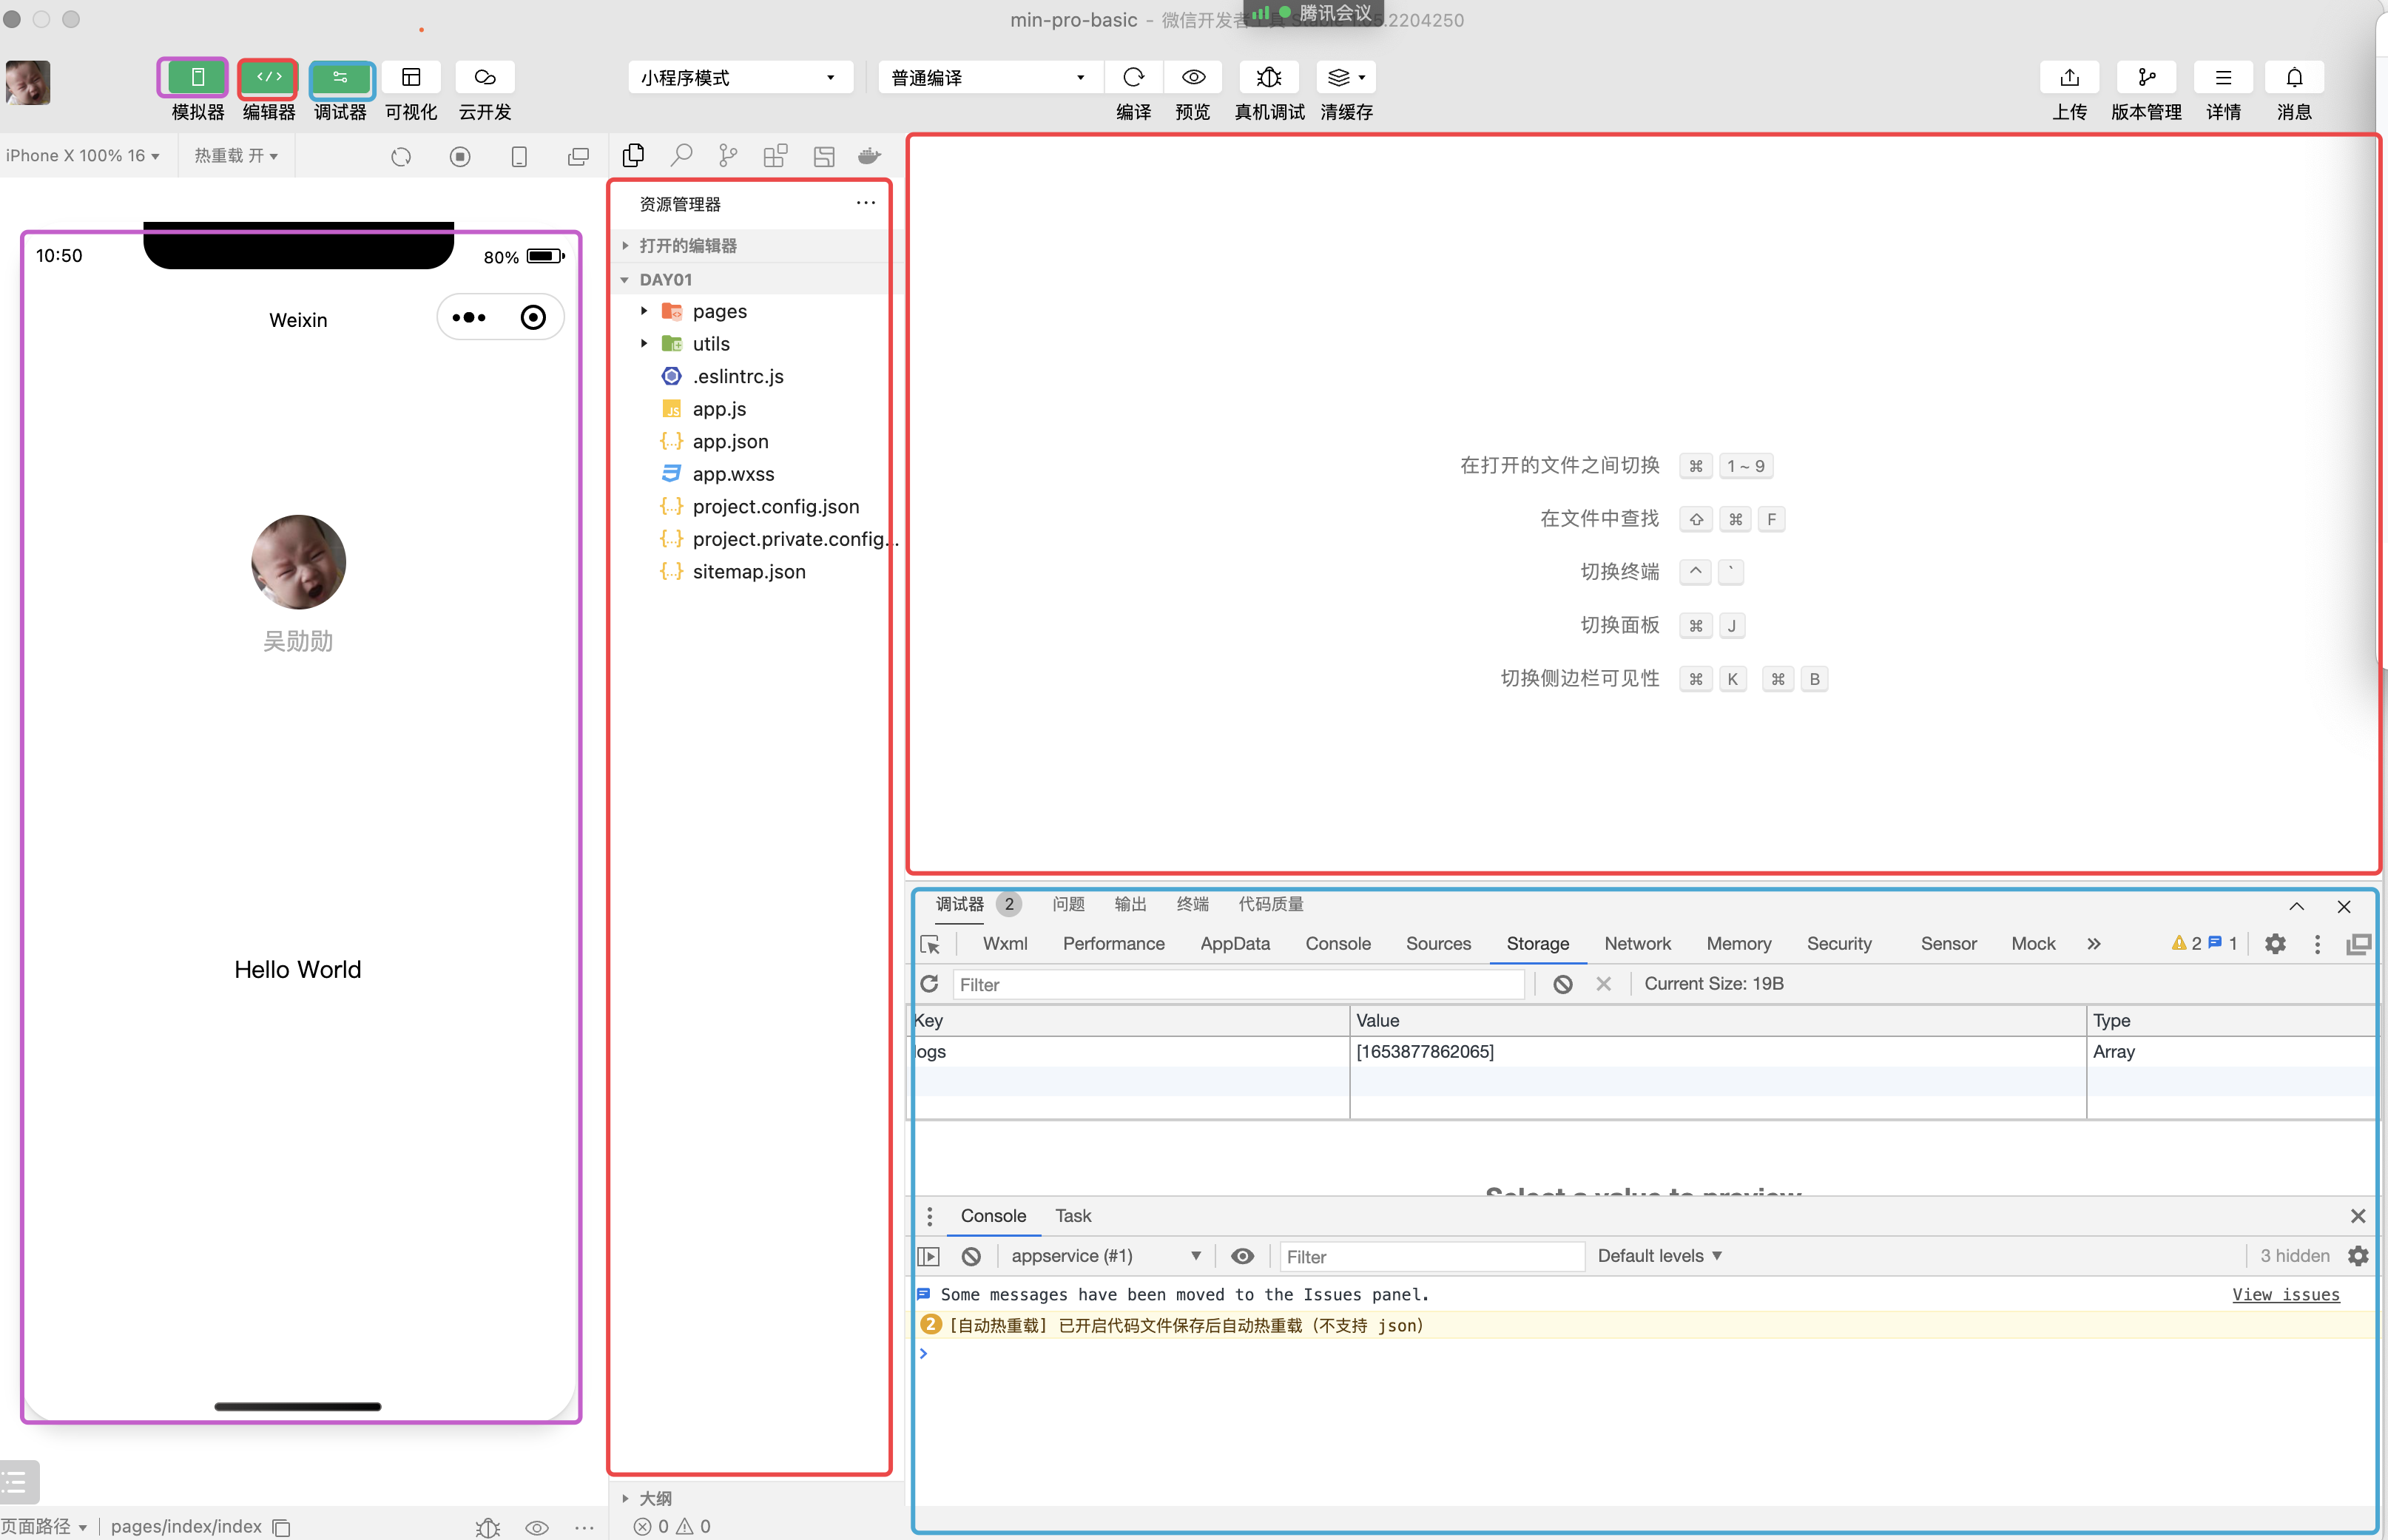 min-pro-basic - 微信开发者 Stable 2204250
腾讯会议
模拟器 编辑器 调试器 可视化 云开发
小程序模式 普通编译
编译 预览 真机调试 清缓存
上传 版本管理 详情 消息
iPhone X 100% 16 热重载 开
10:50 80%
Weixin
吴勋勋
Hello World
页面路径 pages/index/index
资源管理器
打开的编辑器
DAY01
pages
utils
.eslintrc.js
app.js
app.json
app.wxss
project.config.json
project.private.config...
sitemap.json
大纲
0 0
在打开的文件之间切换 ⌘ 1 ~ 9
在文件中查找 ⇧ ⌘ F
切换终端 ^ `
切换面板 ⌘ J
切换侧边栏可见性 ⌘ K ⌘ B
调试器 2 问题 输出 终端 代码质量
Wxml Performance AppData Console Sources Storage Network Memory Security Sensor Mock 2 1
Filter Current Size: 19B
Key Value Type
logs [1653877862065] Array
Select a value to preview
Console Task
appservice (#1) Filter Default levels 3 hidden
Some messages have been moved to the Issues panel. View issues
2 [自动热重载] 已开启代码文件保存后自动热重载（不支持 json）